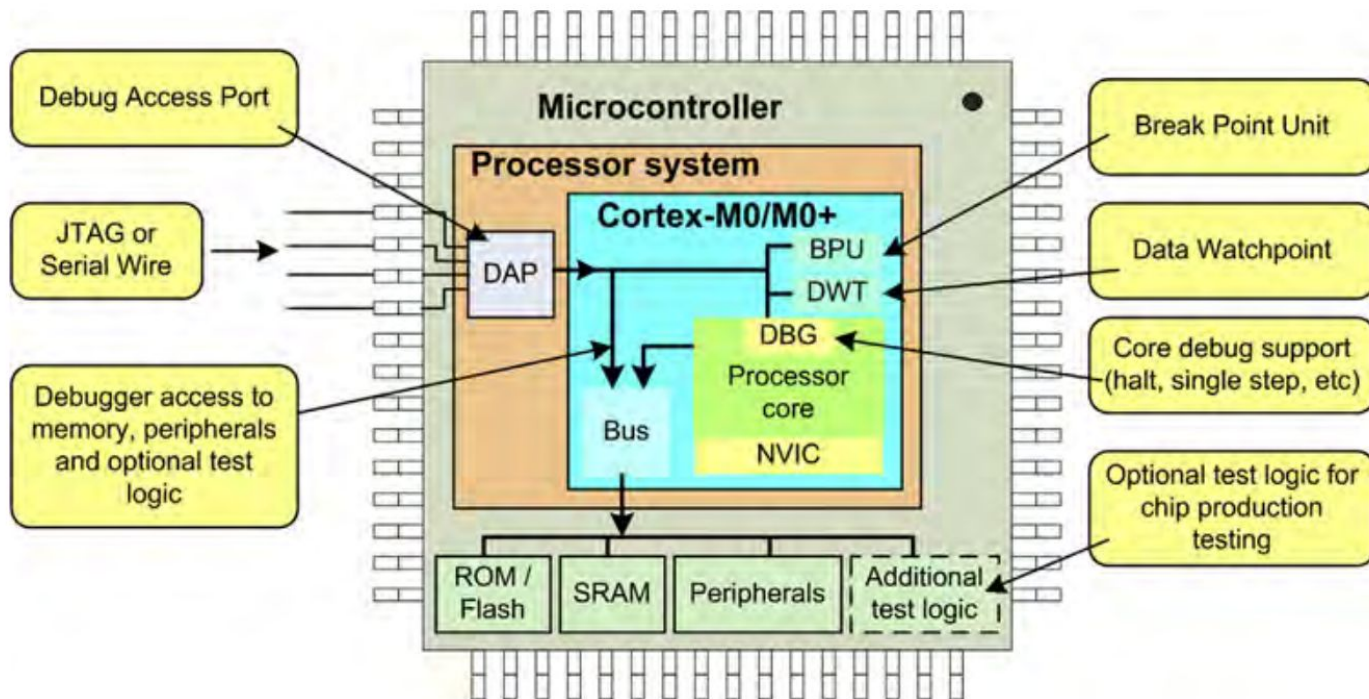 Debug Access Port
JTAG or
Serial Wire
Debugger access to
memory, peripherals
and optional test
logic
Microcontroller
Processor system
Cortex-M0/M0+
DAP
BPU
DWT
DBG
Processor
core
NVIC
Bus
ROM /
Flash
SRAM
Peripherals
Additional
test logic
Break Point Unit
Data Watchpoint
Core debug support
(halt, single step, etc)
Optional test logic for
chip production
testing